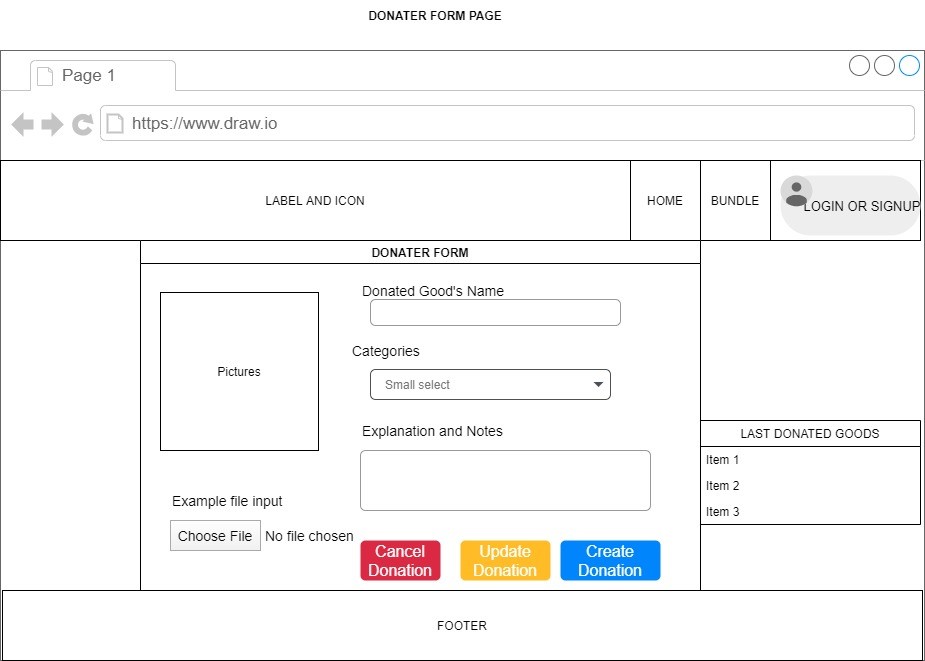 DONATER FORM PAGE
Page 1
https://www.draw.io
LABEL AND ICON
HOME
BUNDLE
LOGIN OR SIGNUP
DONATER FORM
Donated Good's Name
Pictures
Categories
Small select
Explanation and Notes
LAST DONATED GOODS
Item 1
Item 2
Item 3
Example file input
Choose File No file chosen
Cancel
Donation
Update
Donation
Create
Donation
FOOTER